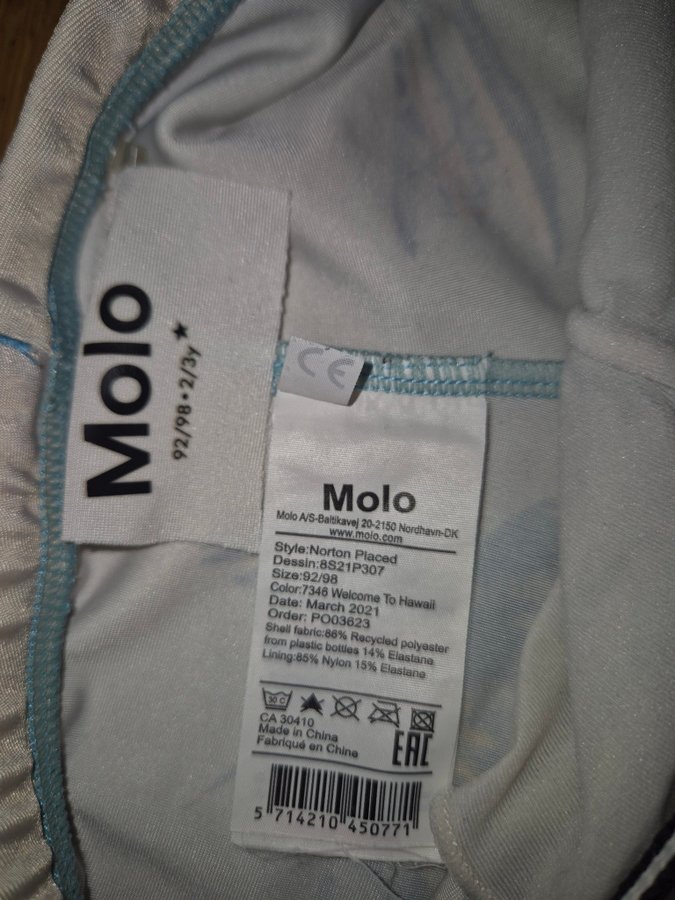 Molo
92/98 • 2/3y ★
CE
Molo
Molo A/S-Baltikavej 20-2150 Nordhavn-DK
www.molo.com
Style:Norton Placed
Dessin:8S21P307
Size:92/98
Color:7346 Welcome To Hawaii
Date: March 2021
Order: PO03623
Shell fabric:86% Recycled polyester
from plastic bottles 14% Elastane
Lining:85% Nylon 15% Elastane
30 C
CA 30410
Made in China
Fabriqué en Chine
EAC
5 714210 450771